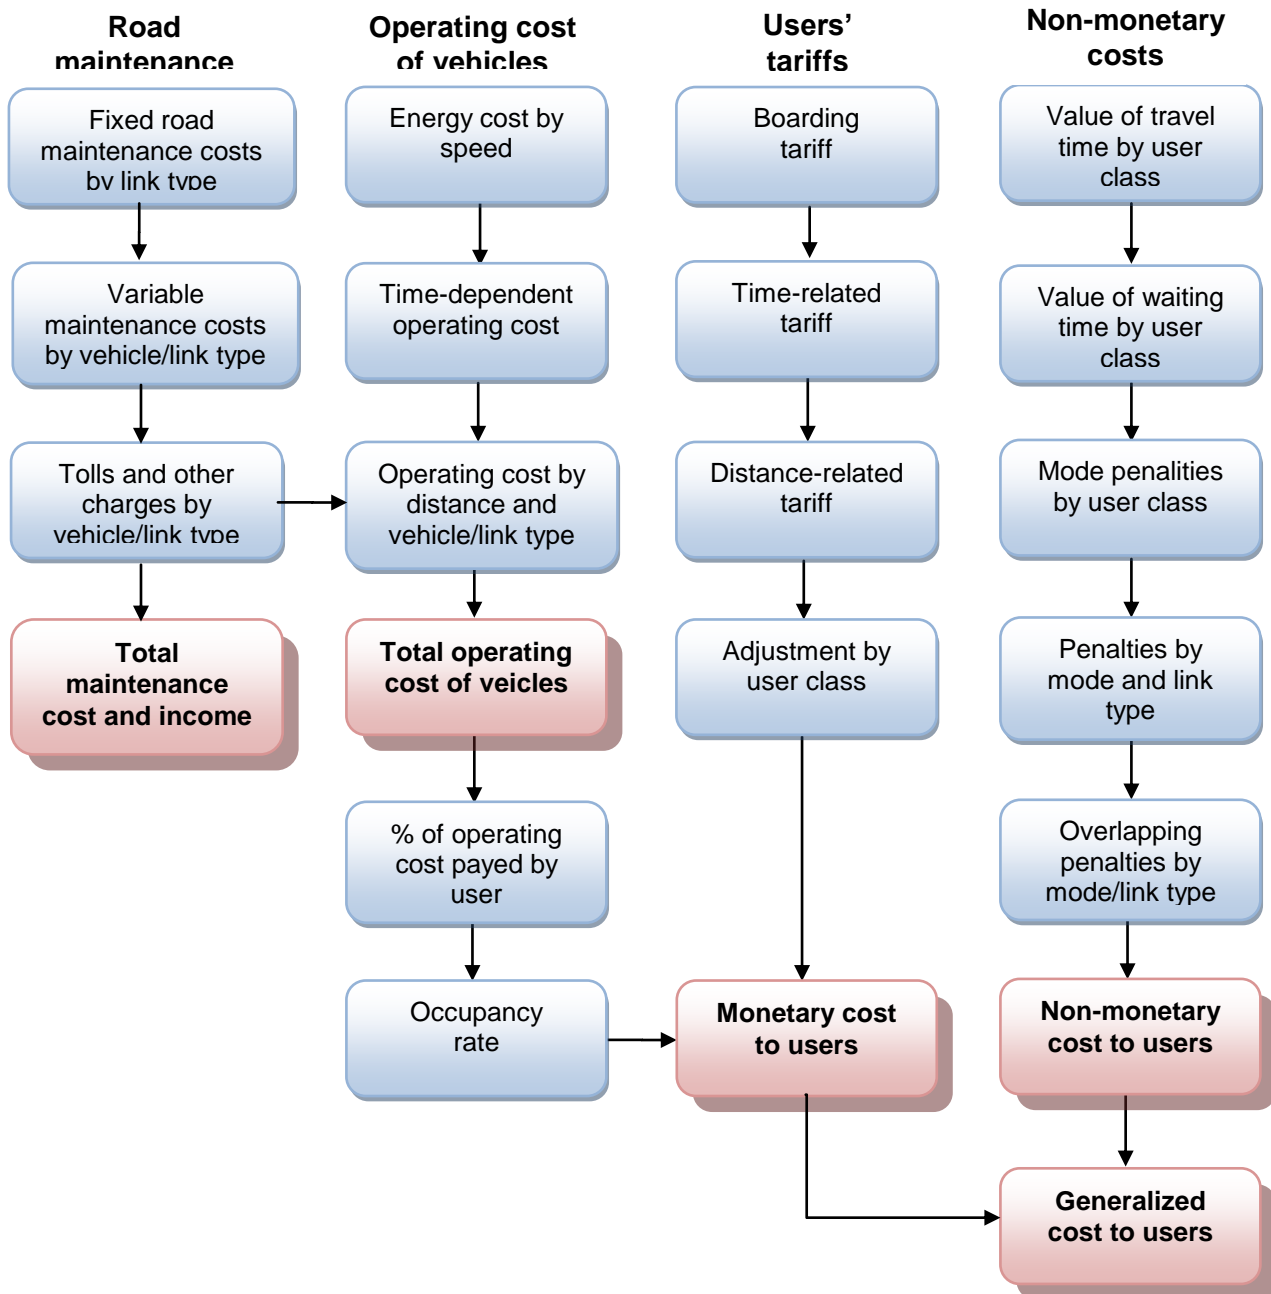 Road
maintenance
Fixed road
maintenance costs
by link type
Variable
maintenance costs
by vehicle/link type
Tolls and other
charges by
vehicle/link type
Total
maintenance
cost and income
Operating cost
of vehicles
Energy cost by
speed
Time-dependent
operating cost
Operating cost by
distance and
vehicle/link type
Total operating
cost of veicles
% of operating
cost payed by
user
Occupancy
rate
Users’
tariffs
Boarding
tariff
Time-related
tariff
Distance-related
tariff
Adjustment by
user class
Monetary cost
to users
Non-monetary
costs
Value of travel
time by user
class
Value of waiting
time by user
class
Mode penalities
by user class
Penalties by
mode and link
type
Overlapping
penalties by
mode/link type
Non-monetary
cost to users
Generalized
cost to users